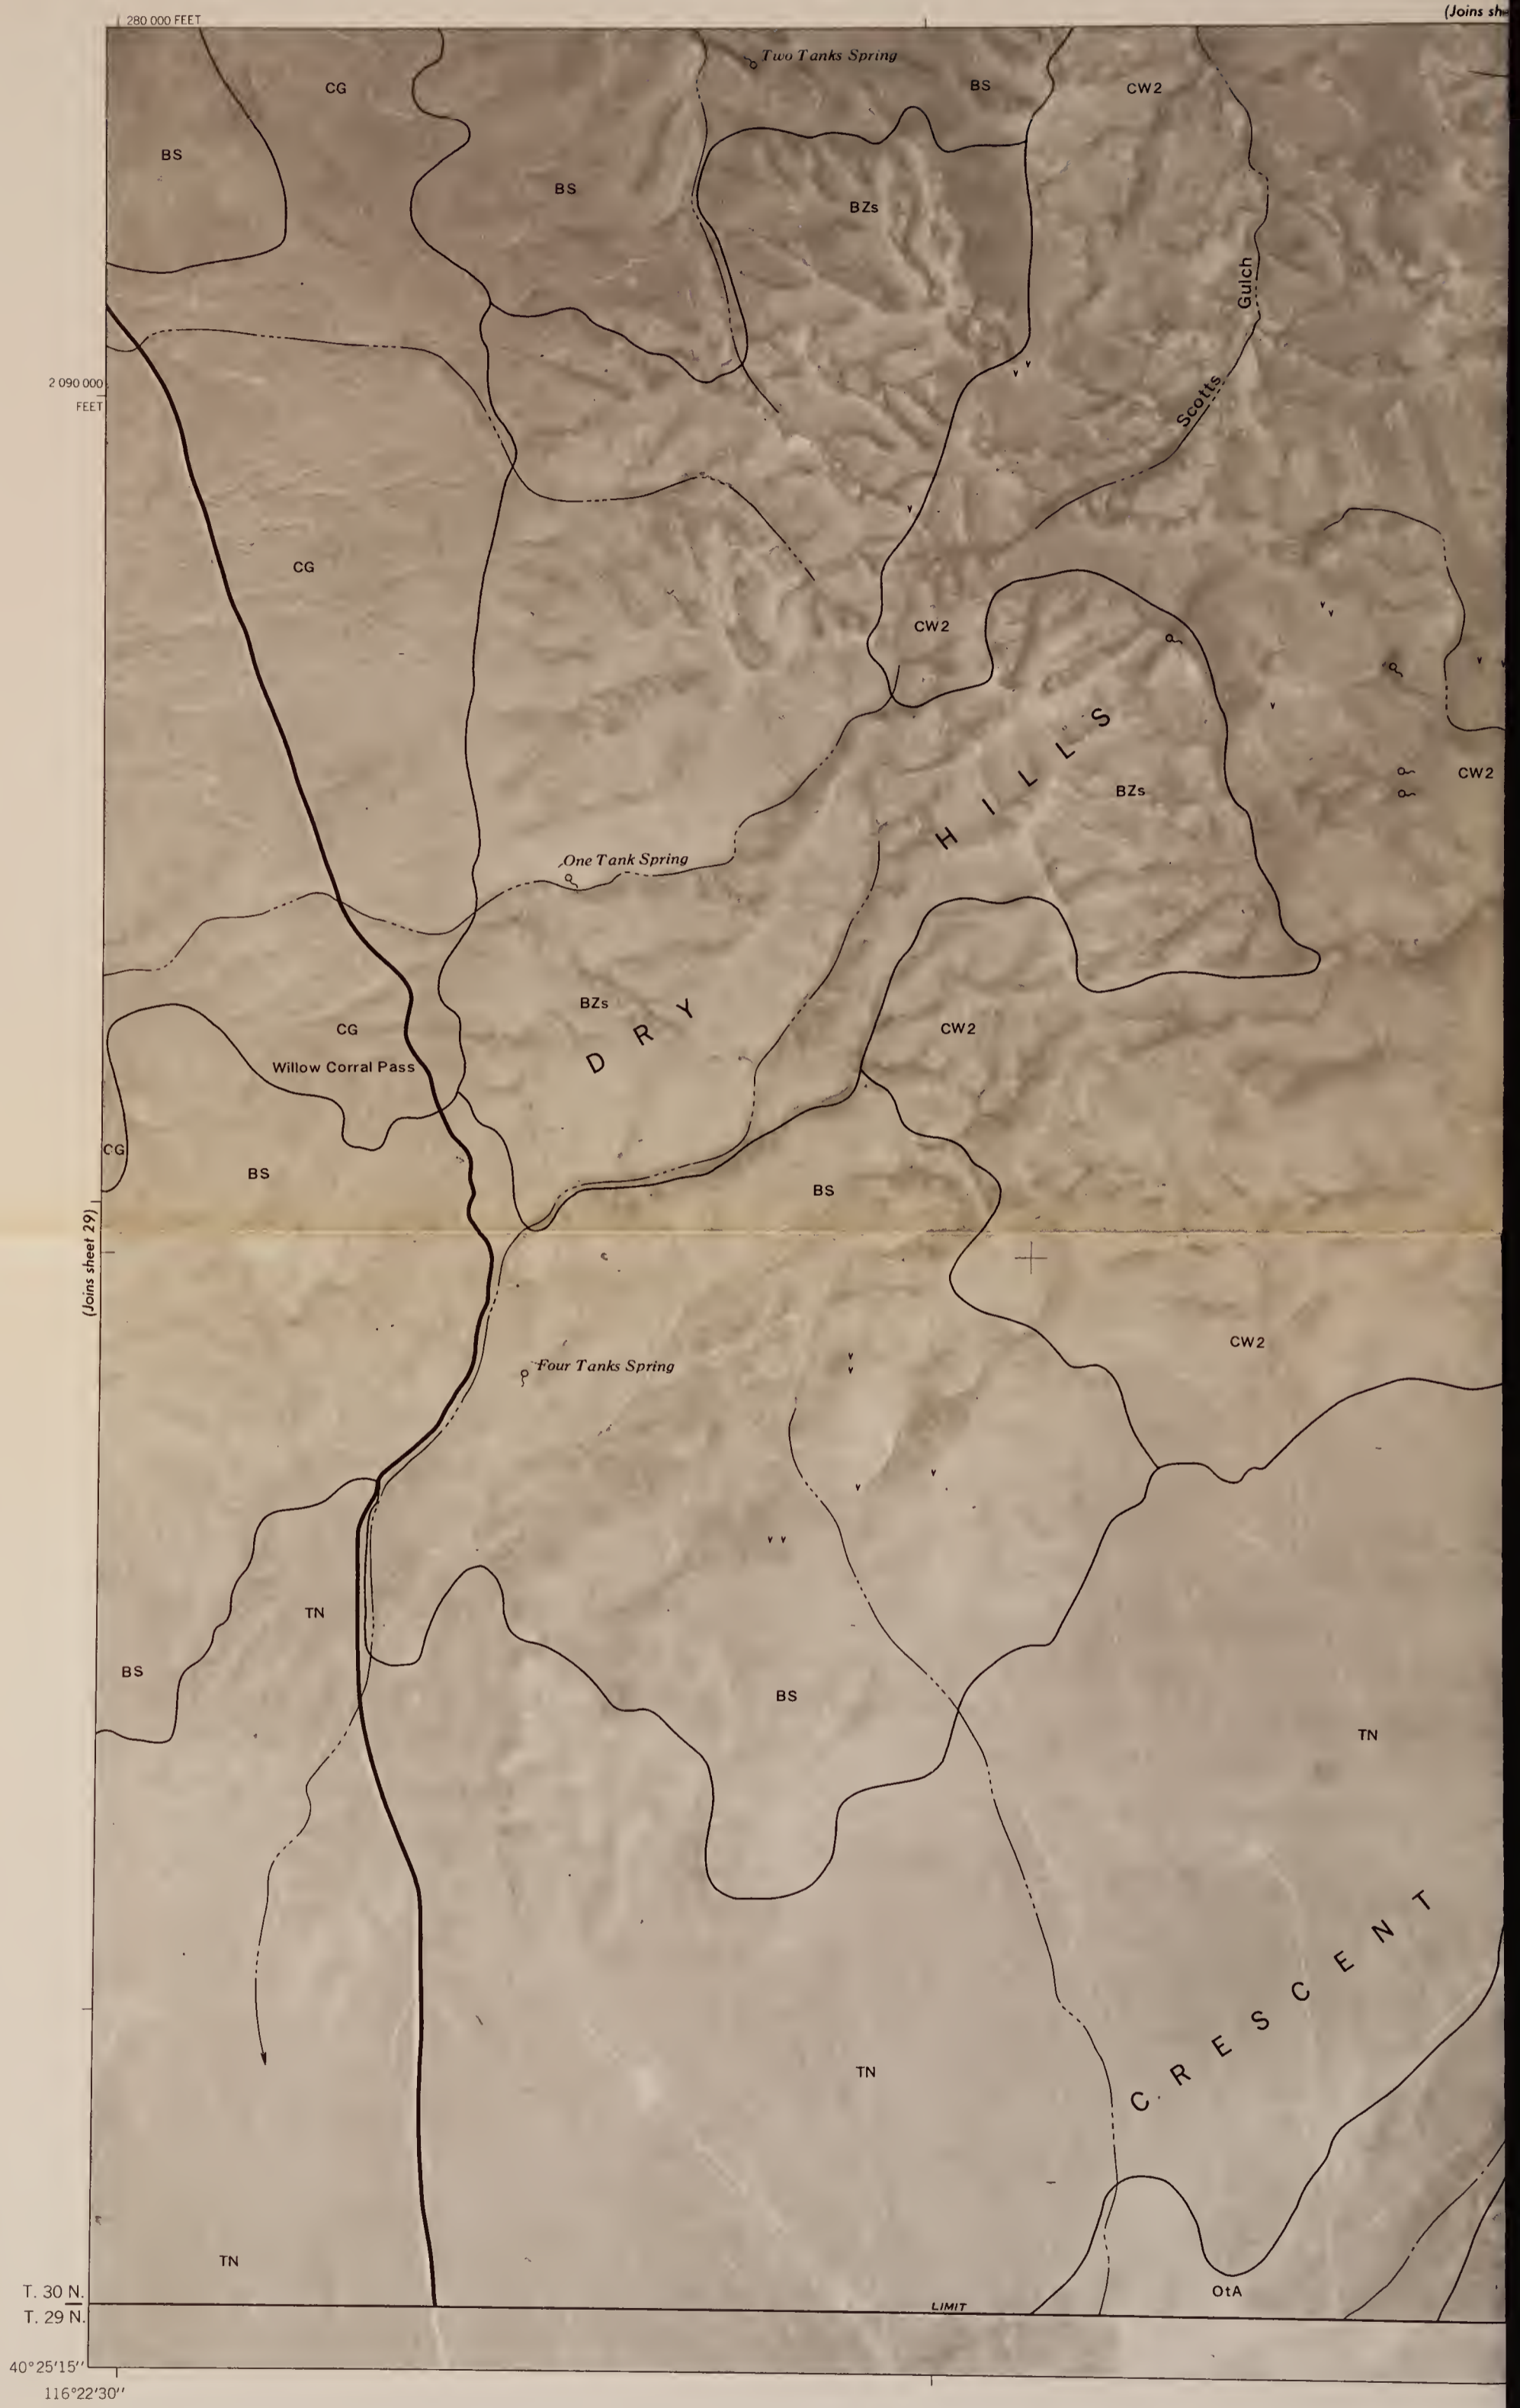 280 000 FEET
(Joins
Two Tanks Spring
CG
BS
CW2
BS
BS
BZs
Gulch
2 090 000
FEET
Scotts
CG
CW2
HILLS
CW2
BZs
One Tank Spring
BZs
DRY
CG
CW2
Willow Corral Pass
CG
BS
BS
(Joins sheet 29)
CW2
Four Tanks Spring
TN
BS
BS
TN
CRESCENT
TN
TN
T. 30 N.
OtA
LIMIT
T. 29 N.
40°25'15''
116°22'30''